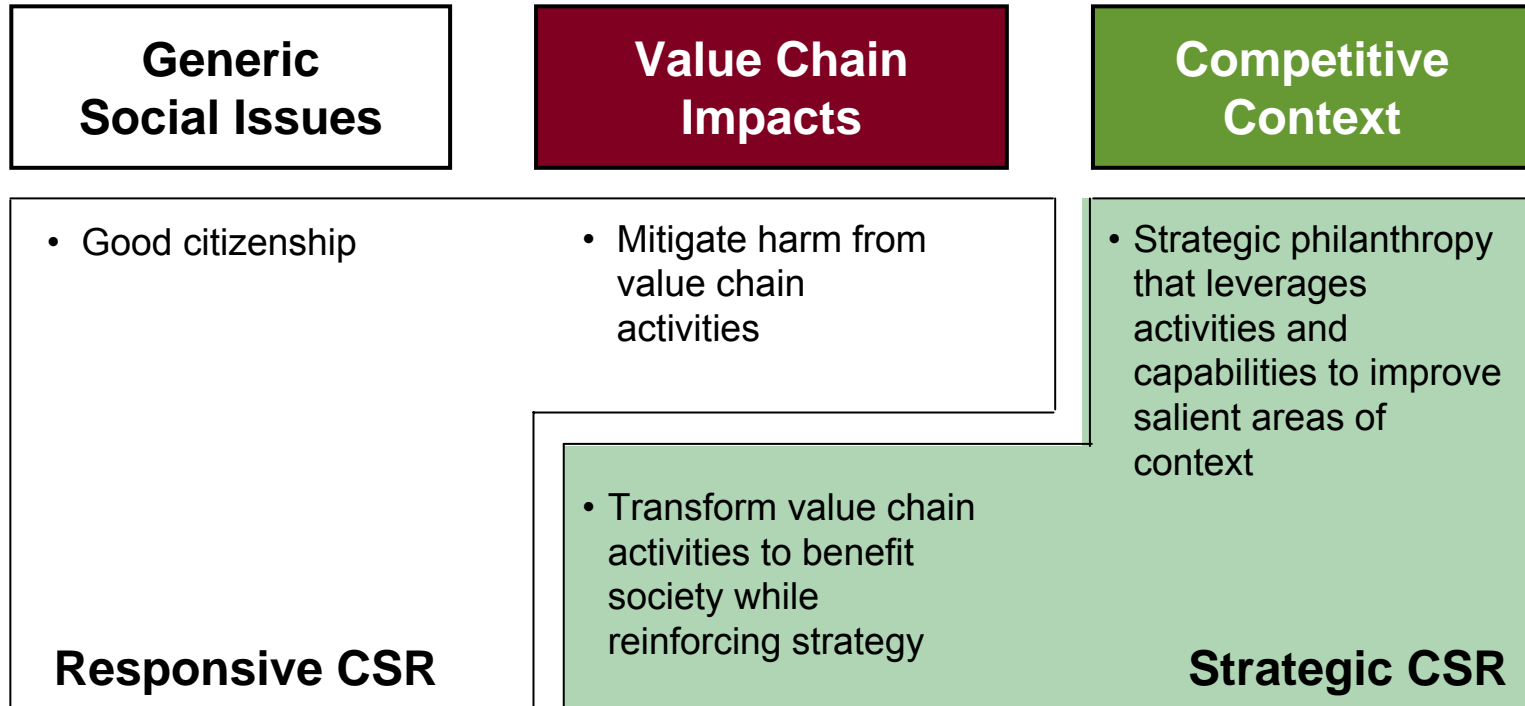 Generic
Social Issues
Value Chain
Impacts
Competitive
Context
• Good citizenship
• Mitigate harm from
value chain
activities
• Strategic philanthropy
that leverages
activities and
capabilities to improve
salient areas of
context
• Transform value chain
activities to benefit
society while
reinforcing strategy
Responsive CSR
Strategic CSR